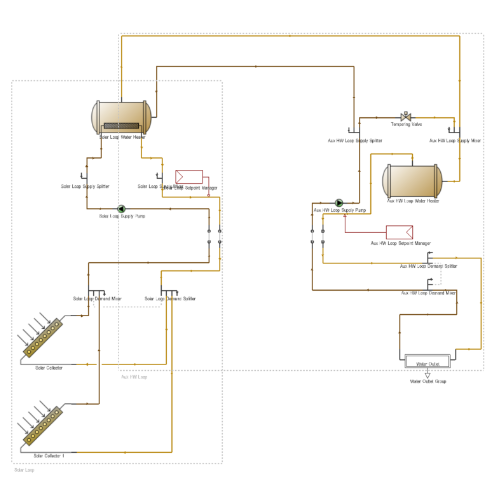 Tempering Valve
Solar Loop Water Heater
Aux HW Loop Supply Splitter
Aux HW Loop Supply Mixer
Solar Loop Supply Splitter
Solar Loop Supply Mixer
Solar Loop Setpoint Manager
Aux HW Loop Water Heater
Solar Loop Supply Pump
Aux HW Loop Supply Pump
Aux HW Loop Setpoint Manager
Aux HW Loop Demand Splitter
Solar Loop Demand Mixer
Solar Loop Demand Splitter
Aux HW Loop Demand Mixer
Solar Collector
Water Outlet
Aux HW Loop
Water Outlet Group
Solar Collector 1
Solar Loop